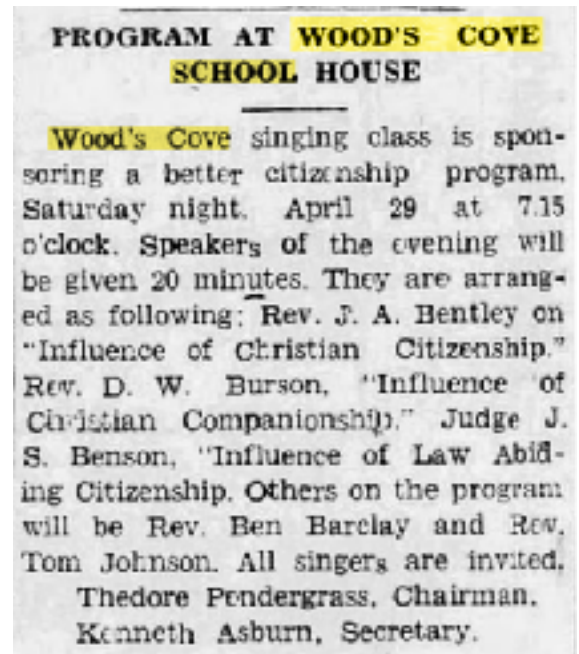 PROGRAM AT WOOD'S COVE
SCHOOL HOUSE
Wood's Cove singing class is spon-
soring a better citizenship program,
Saturday night, April 29 at 7.15
o'clock. Speakers of the evening will
be given 20 minutes. They are arrang-
ed as following: Rev. J. A. Bentley on
"Influence of Christian Citizenship."
Rev. D. W. Burson, "Influence of
Christian Companionship." Judge J.
S. Benson, "Influence of Law Abid-
ing Citizenship. Others on the program
will be Rev. Ben Barclay and Rev.
Tom Johnson. All singers are invited.
Thedore Pendergrass, Chairman.
Kenneth Asburn, Secretary.